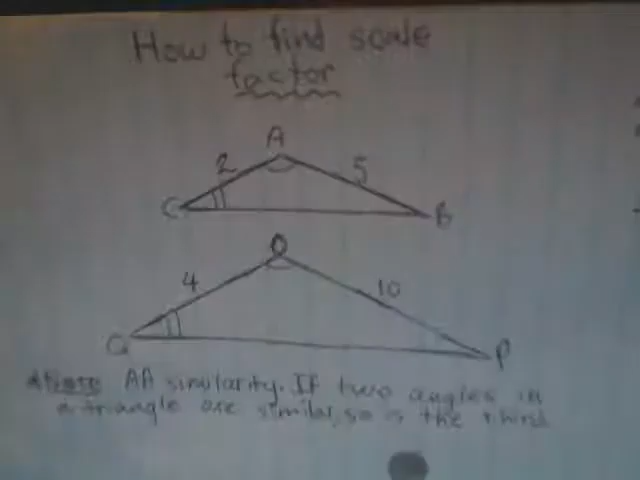 How to find scale
factor
A
2
5
C
B
O
4
10
Q
P
Note: AA similarity. If two angles in
a triangle are similar, so is the third